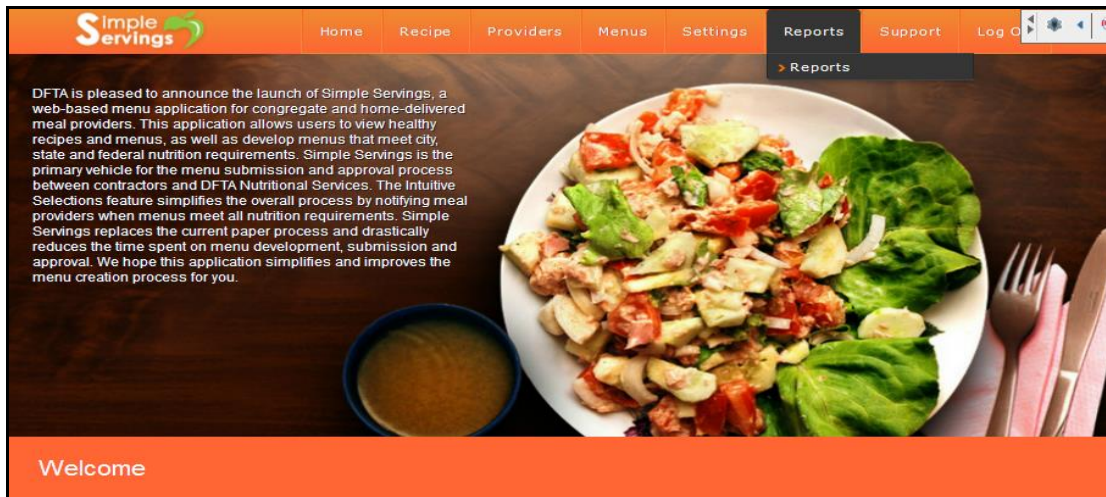 Simple
Servings
Home Recipe Providers Menus Settings Reports Support Log O
Reports
DFTA is pleased to announce the launch of Simple Servings, a
web-based menu application for congregate and home-delivered
meal providers. This application allows users to view healthy
recipes and menus, as well as develop menus that meet city,
state and federal nutrition requirements. Simple Servings is the
primary vehicle for the menu submission and approval process
between contractors and DFTA Nutritional Services. The Intuitive
Selections feature simplifies the overall process by notifying meal
providers when menus meet all nutrition requirements. Simple
Servings replaces the current paper process and drastically
reduces the time spent on menu development, submission and
approval. We hope this application simplifies and improves the
menu creation process for you.
Welcome